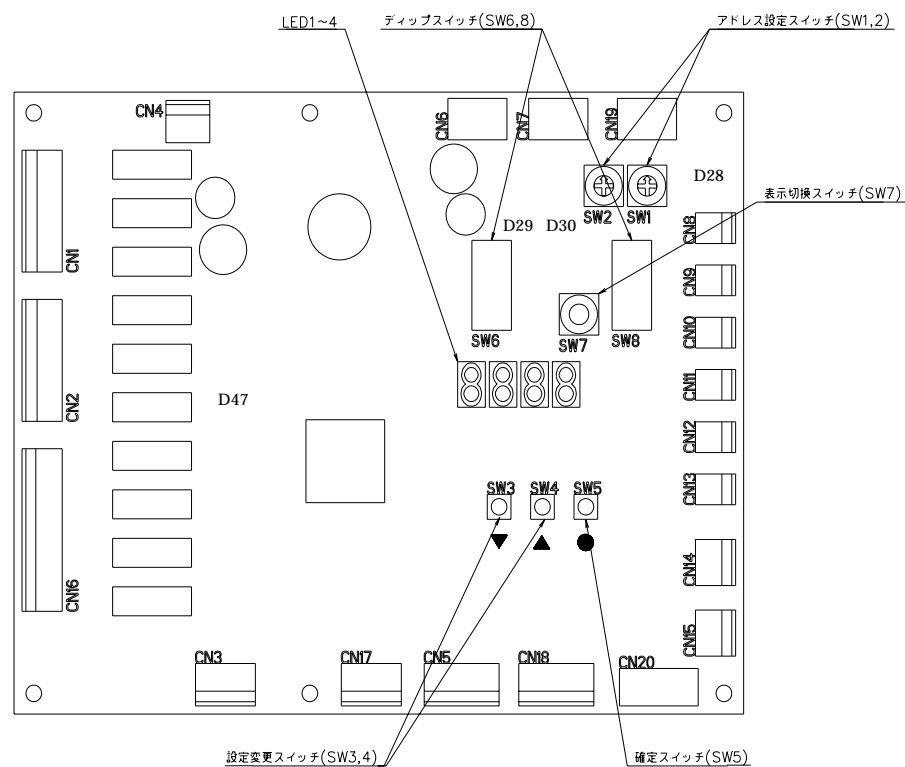 LED1~4
ディップスイッチ(SW6,8)
アドレス設定スイッチ(SW1,2)
CN4
CN6
CN7
CN19
D28
表示切換スイッチ(SW7)
SW2
SW1
D29
D30
CN8
CN1
CN9
SW6
SW7
SW8
CN10
CN11
CN2
D47
CN12
SW3
SW4
SW5
CN13
▼
▲
●
CN14
CN16
CN15
CN3
CN17
CN5
CN18
CN20
設定変更スイッチ(SW3,4)
確定スイッチ(SW5)